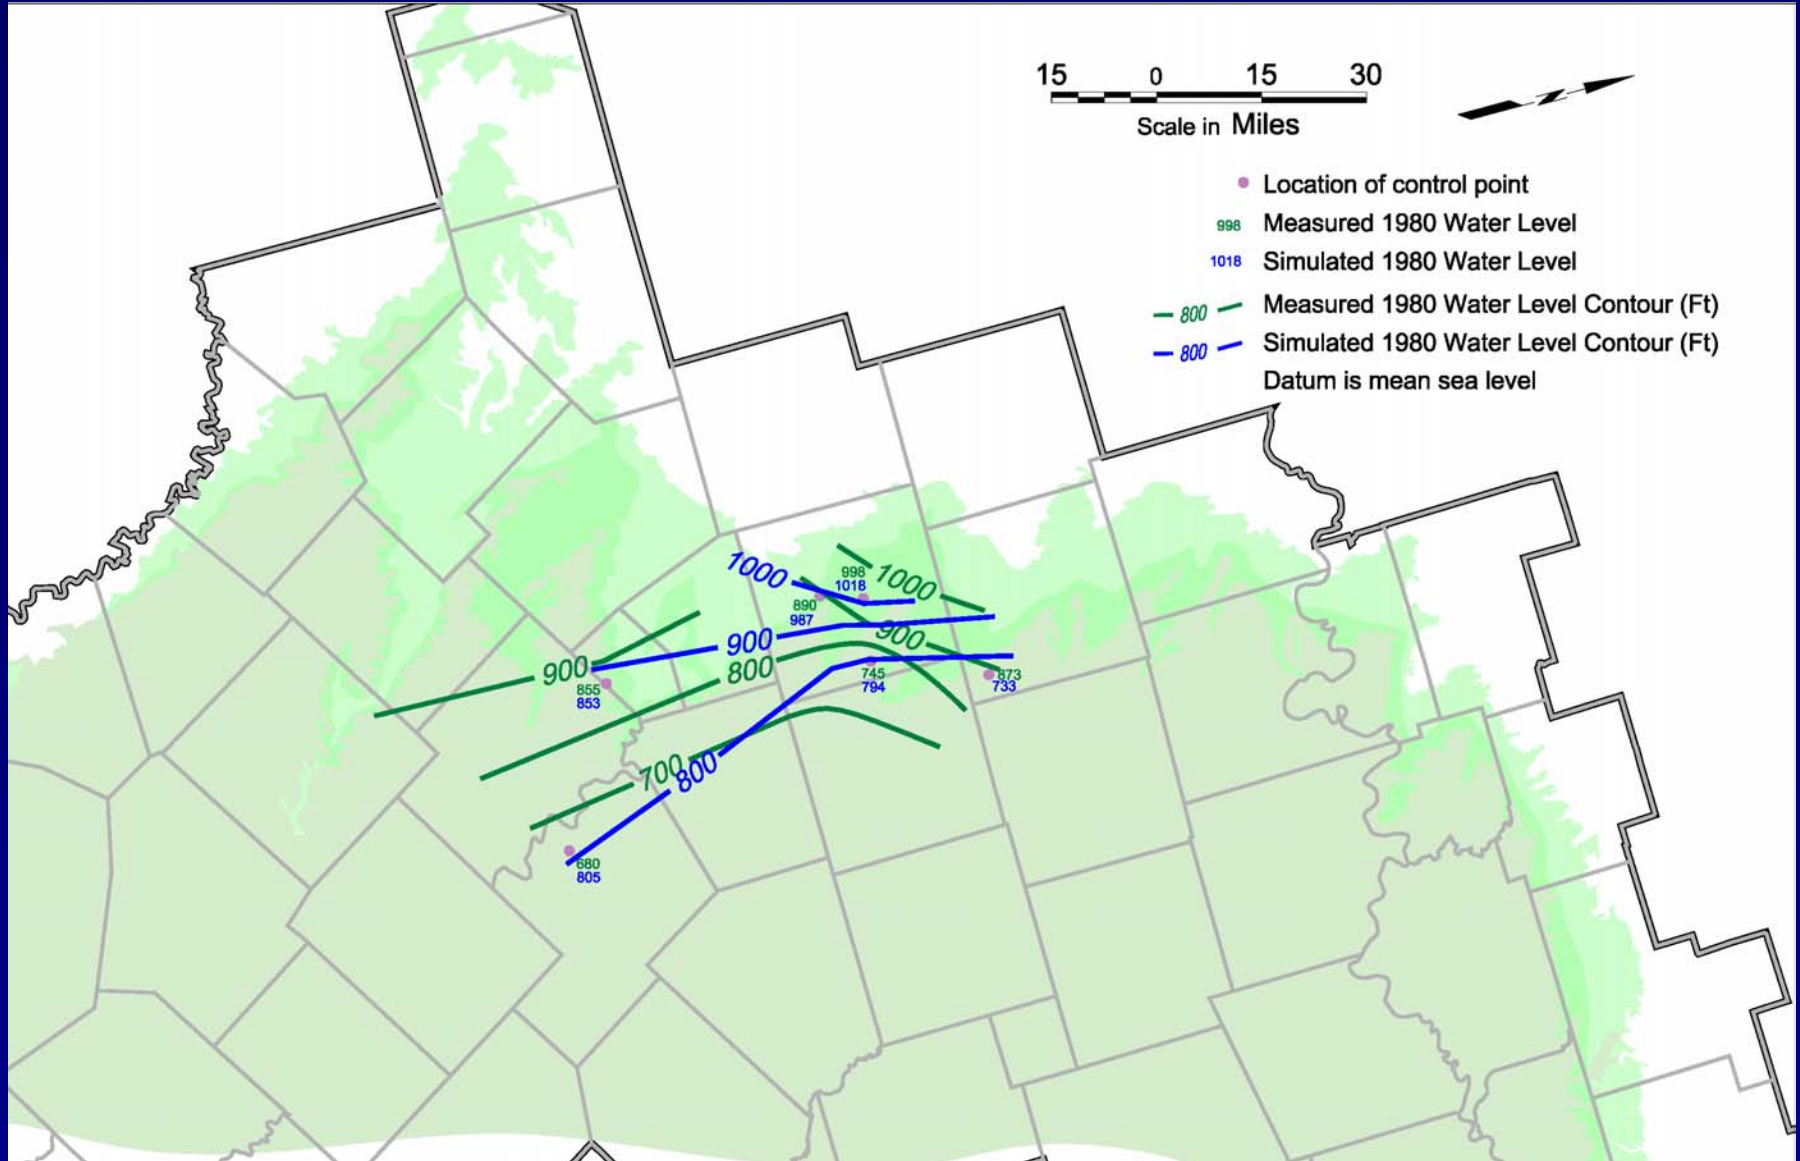 15 0 15 30
Scale in Miles
N
Location of control point
998 Measured 1980 Water Level
1018 Simulated 1980 Water Level
800 Measured 1980 Water Level Contour (Ft)
800 Simulated 1980 Water Level Contour (Ft)
Datum is mean sea level
1000
998
1018
1000
890
987
900
900
900
800
855
853
745
794
873
733
700
800
680
805